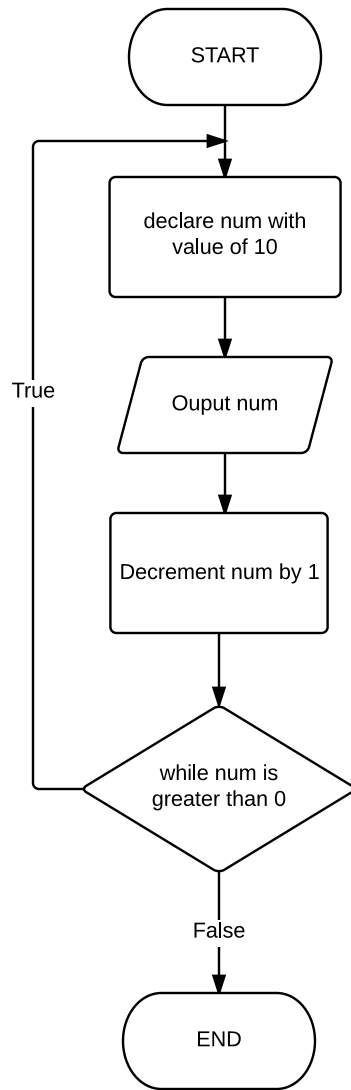 START
declare num with
value of 10
True
Ouput num
Decrement num by 1
while num is
greater than 0
False
END